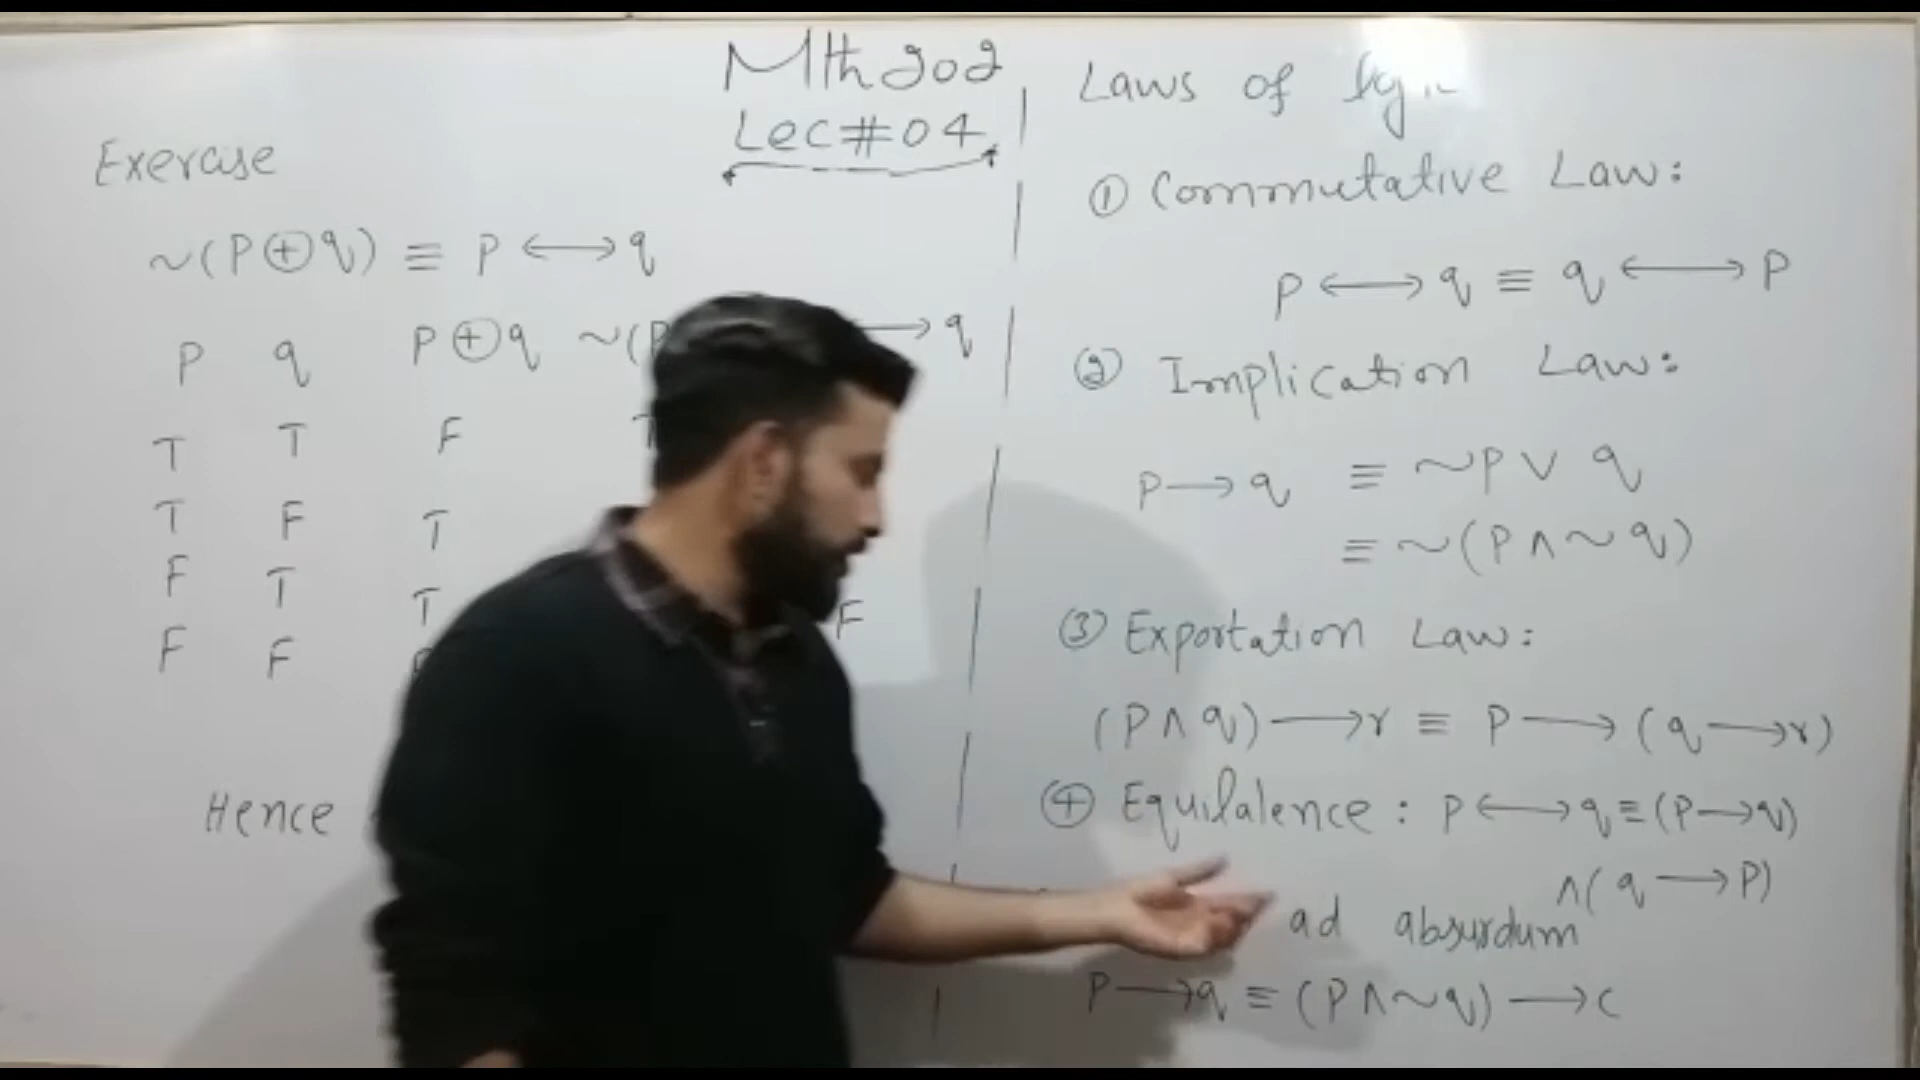 Mth202
Lec#04
Exercise
~(P⊕q) ≡ P ⟷ q
P q P⊕q ~(P ⟷ q
T T F T
T F T
F T T F
F F F
Hence
Laws of
① Commutative Law:
P ⟷ q ≡ q ⟷ P
② Implication Law:
P → q ≡ ~P ∨ q
≡ ~(P ∧ ~q)
③ Exportation Law:
(P ∧ q) → r ≡ P → (q → r)
④ Equilalence: P ⟷ q ≡ (P → q)
∧ (q → P)
ad absurdum
P → q ≡ (P ∧ ~q) → c